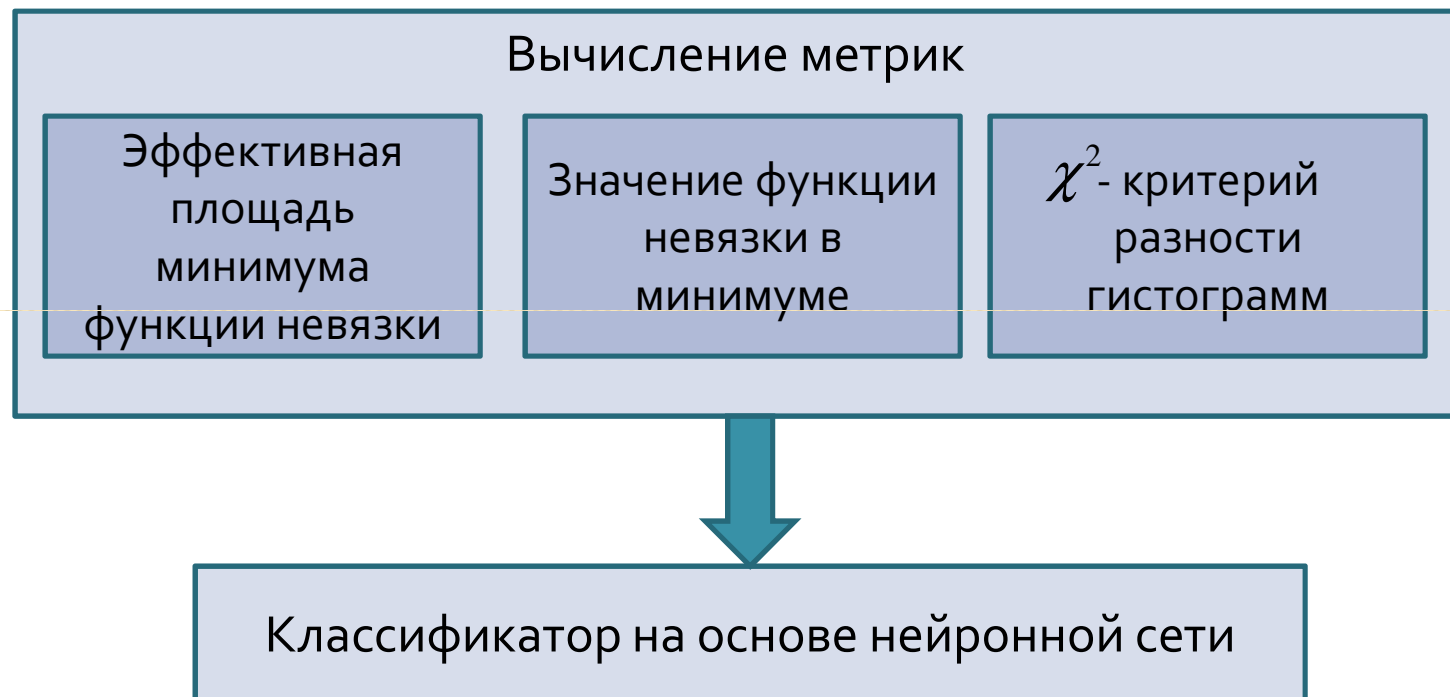 Вычисление метрик
Эффективная
площадь
минимума
функции невязки
Значение функции
невязки в
минимуме
χ²- критерий
разности
гистограмм
Классификатор на основе нейронной сети